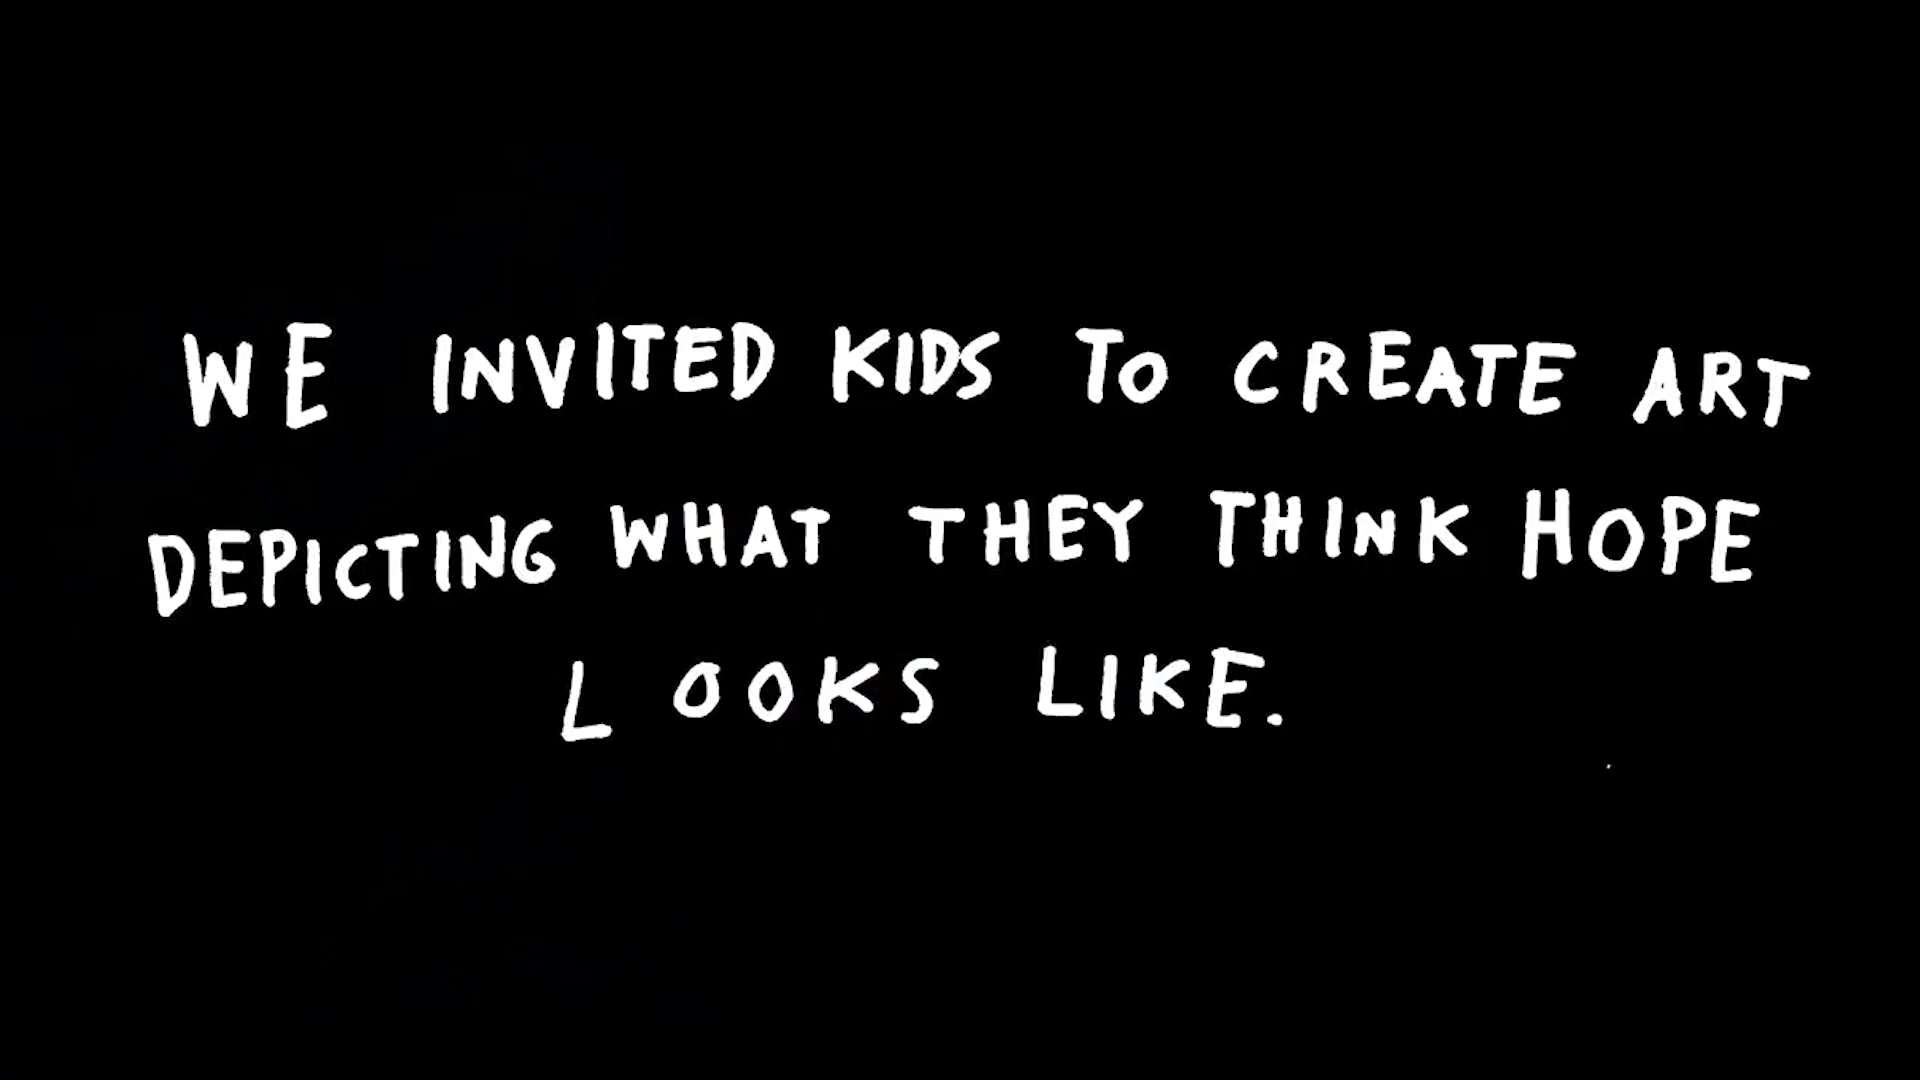 WE INVITED KIDS TO CREATE ART
DEPICTING WHAT THEY THINK HOPE
LOOKS LIKE.